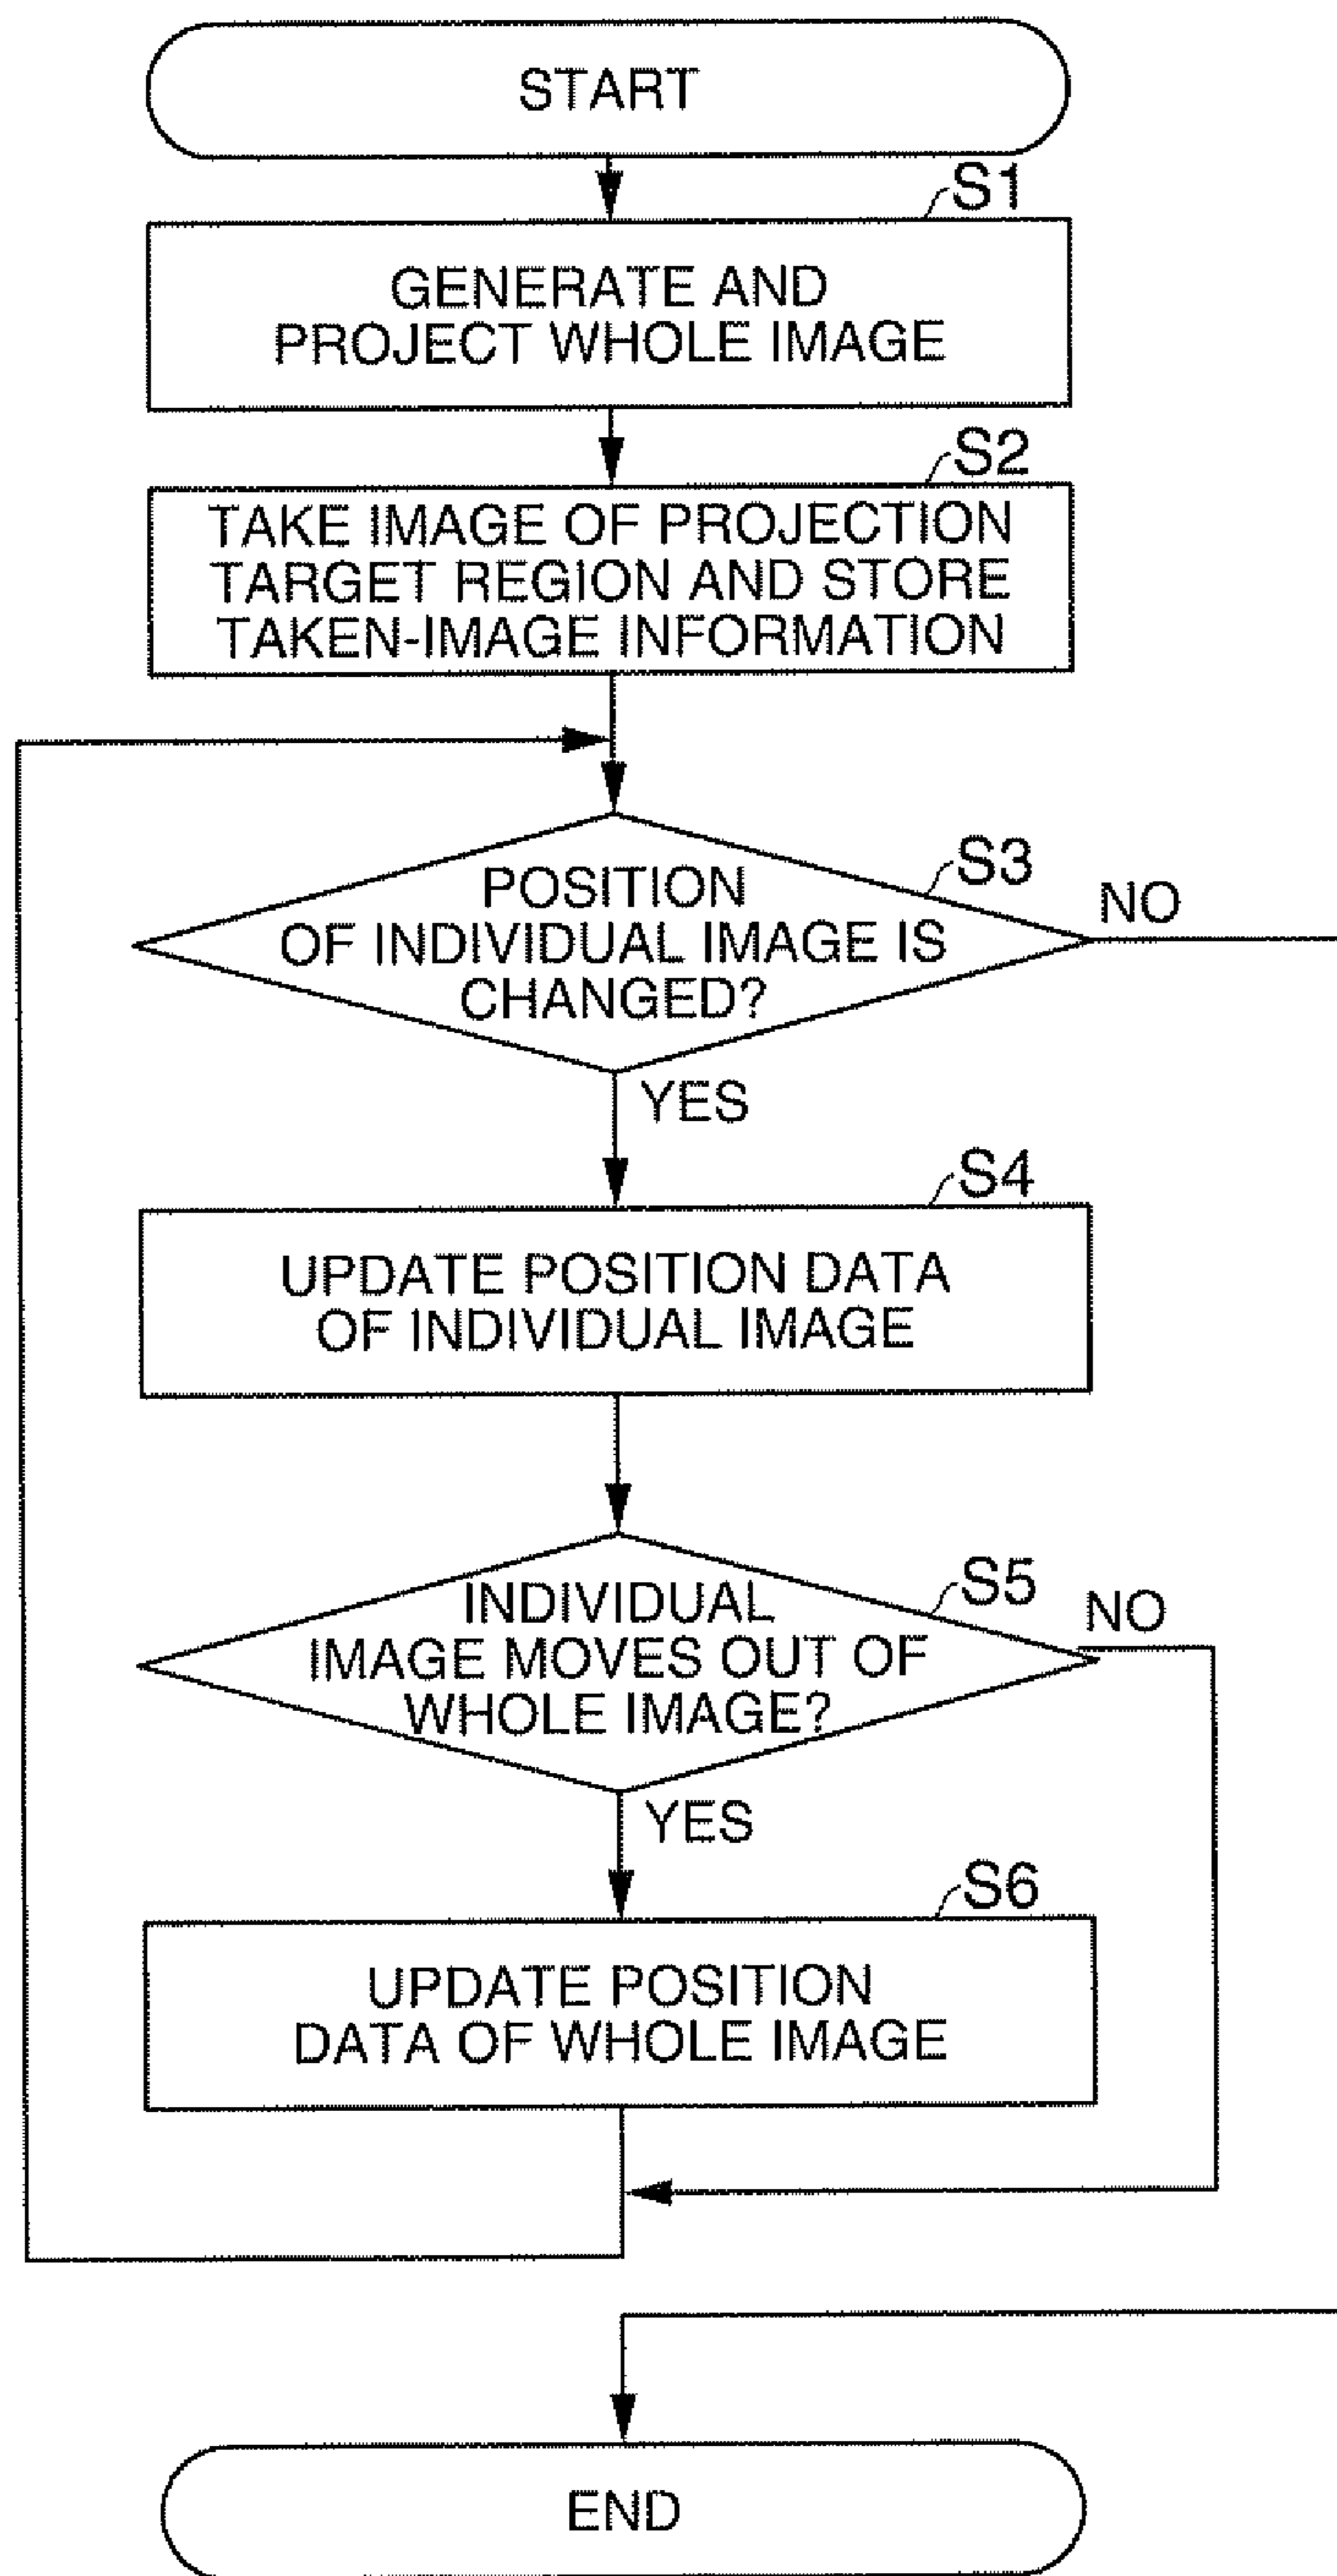 START
S1
GENERATE AND
PROJECT WHOLE IMAGE
S2
TAKE IMAGE OF PROJECTION
TARGET REGION AND STORE
TAKEN-IMAGE INFORMATION
S3
POSITION
OF INDIVIDUAL IMAGE IS
CHANGED?
NO
YES
S4
UPDATE POSITION DATA
OF INDIVIDUAL IMAGE
S5
INDIVIDUAL
IMAGE MOVES OUT OF
WHOLE IMAGE?
NO
YES
S6
UPDATE POSITION
DATA OF WHOLE IMAGE
END